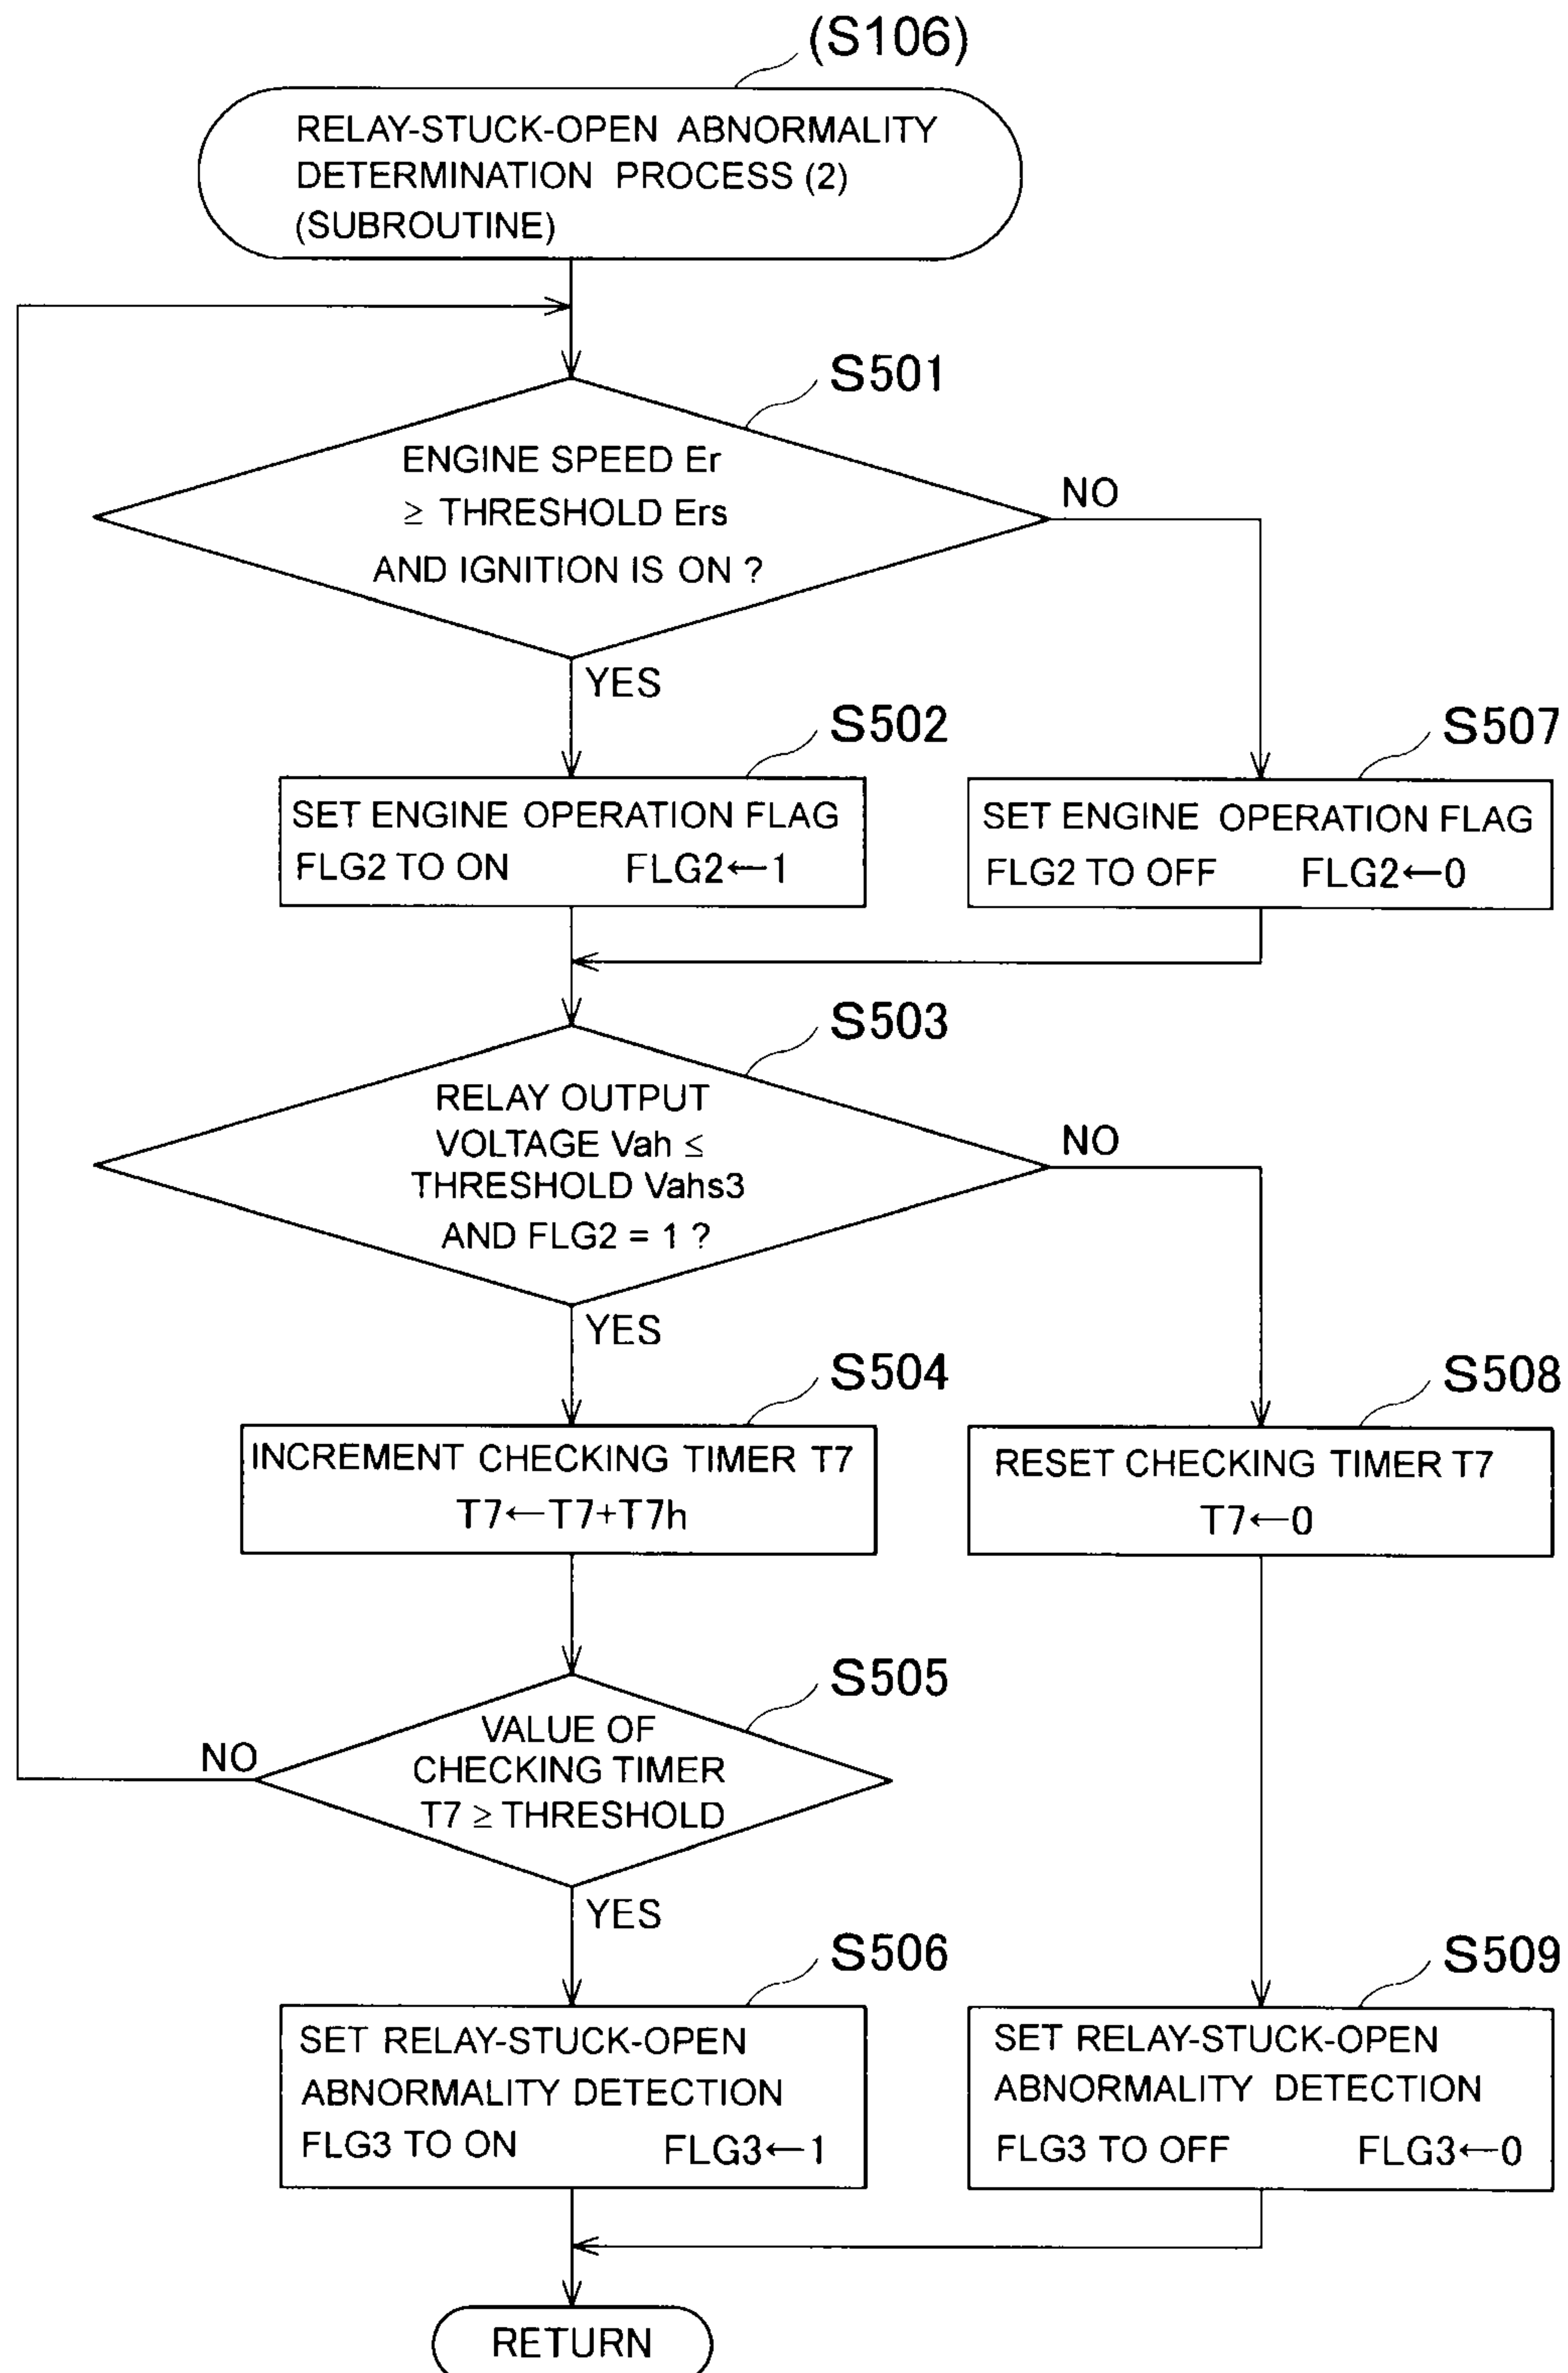 (S106)
RELAY-STUCK-OPEN ABNORMALITY
DETERMINATION PROCESS (2)
(SUBROUTINE)
S501
ENGINE SPEED Er
≥ THRESHOLD Ers
AND IGNITION IS ON ?
NO
YES
S502
SET ENGINE OPERATION FLAG
FLG2 TO ON FLG2←1
S507
SET ENGINE OPERATION FLAG
FLG2 TO OFF FLG2←0
S503
RELAY OUTPUT
VOLTAGE Vah ≤
THRESHOLD Vahs3
AND FLG2 = 1 ?
NO
YES
S504
INCREMENT CHECKING TIMER T7
T7←T7+T7h
S508
RESET CHECKING TIMER T7
T7←0
S505
VALUE OF
CHECKING TIMER
T7 ≥ THRESHOLD
NO
YES
S506
SET RELAY-STUCK-OPEN
ABNORMALITY DETECTION
FLG3 TO ON FLG3←1
S509
SET RELAY-STUCK-OPEN
ABNORMALITY DETECTION
FLG3 TO OFF FLG3←0
RETURN